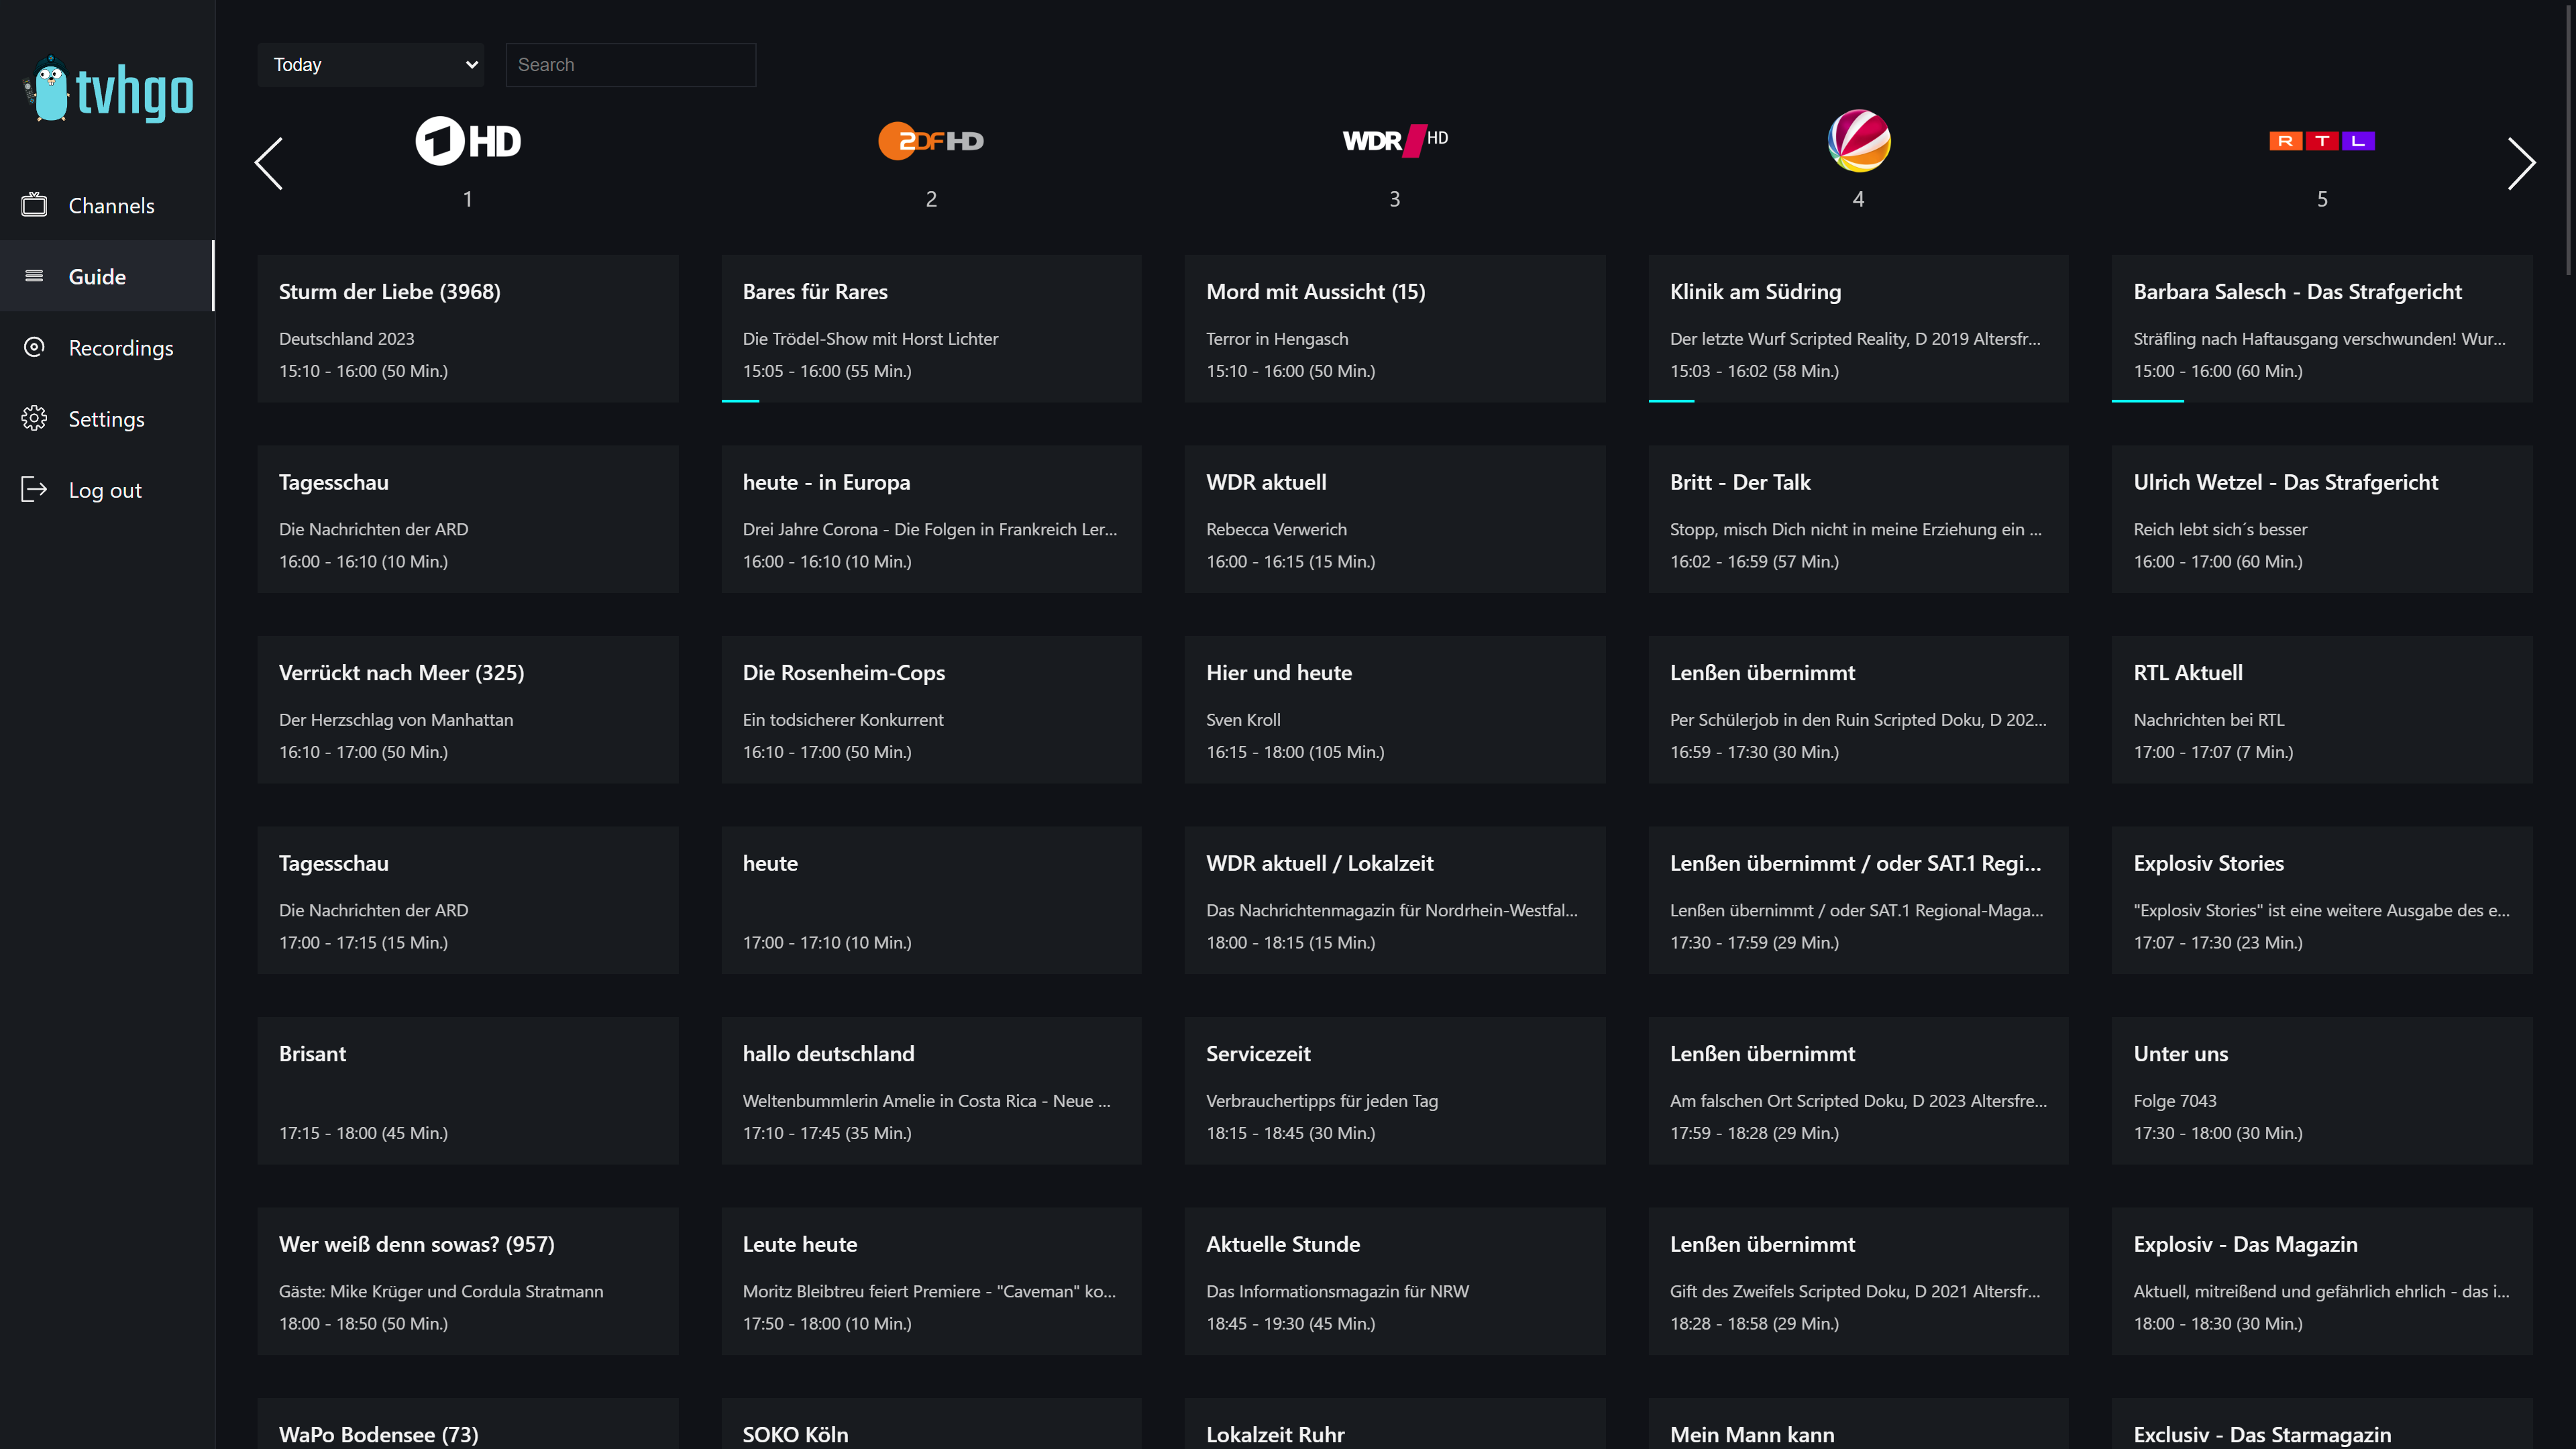 tvhgo
Channels
Guide
Recordings
Settings
Log out
Today
Search
1 HD
2DF HD
WDR HD
RTL
1
2
3
4
5
Sturm der Liebe (3968)
Deutschland 2023
15:10 - 16:00 (50 Min.)
Bares für Rares
Die Trödel-Show mit Horst Lichter
15:05 - 16:00 (55 Min.)
Mord mit Aussicht (15)
Terror in Hengasch
15:10 - 16:00 (50 Min.)
Klinik am Südring
Der letzte Wurf Scripted Reality, D 2019 Altersfr...
15:03 - 16:02 (58 Min.)
Barbara Salesch - Das Strafgericht
Sträfling nach Haftausgang verschwunden! Wur...
15:00 - 16:00 (60 Min.)
Tagesschau
Die Nachrichten der ARD
16:00 - 16:10 (10 Min.)
heute - in Europa
Drei Jahre Corona - Die Folgen in Frankreich Ler...
16:00 - 16:10 (10 Min.)
WDR aktuell
Rebecca Verwerich
16:00 - 16:15 (15 Min.)
Britt - Der Talk
Stopp, misch Dich nicht in meine Erziehung ein ...
16:02 - 16:59 (57 Min.)
Ulrich Wetzel - Das Strafgericht
Reich lebt sich´s besser
16:00 - 17:00 (60 Min.)
Verrückt nach Meer (325)
Der Herzschlag von Manhattan
16:10 - 17:00 (50 Min.)
Die Rosenheim-Cops
Ein todsicherer Konkurrent
16:10 - 17:00 (50 Min.)
Hier und heute
Sven Kroll
16:15 - 18:00 (105 Min.)
Lenßen übernimmt
Per Schülerjob in den Ruin Scripted Doku, D 202...
16:59 - 17:30 (30 Min.)
RTL Aktuell
Nachrichten bei RTL
17:00 - 17:07 (7 Min.)
Tagesschau
Die Nachrichten der ARD
17:00 - 17:15 (15 Min.)
heute
17:00 - 17:10 (10 Min.)
WDR aktuell / Lokalzeit
Das Nachrichtenmagazin für Nordrhein-Westfal...
18:00 - 18:15 (15 Min.)
Lenßen übernimmt / oder SAT.1 Regi...
Lenßen übernimmt / oder SAT.1 Regional-Maga...
17:30 - 17:59 (29 Min.)
Explosiv Stories
"Explosiv Stories" ist eine weitere Ausgabe des e...
17:07 - 17:30 (23 Min.)
Brisant
17:15 - 18:00 (45 Min.)
hallo deutschland
Weltenbummlerin Amelie in Costa Rica - Neue ...
17:10 - 17:45 (35 Min.)
Servicezeit
Verbrauchertipps für jeden Tag
18:15 - 18:45 (30 Min.)
Lenßen übernimmt
Am falschen Ort Scripted Doku, D 2023 Altersfre...
17:59 - 18:28 (29 Min.)
Unter uns
Folge 7043
17:30 - 18:00 (30 Min.)
Wer weiß denn sowas? (957)
Gäste: Mike Krüger und Cordula Stratmann
18:00 - 18:50 (50 Min.)
Leute heute
Moritz Bleibtreu feiert Premiere - "Caveman" ko...
17:50 - 18:00 (10 Min.)
Aktuelle Stunde
Das Informationsmagazin für NRW
18:45 - 19:30 (45 Min.)
Lenßen übernimmt
Gift des Zweifels Scripted Doku, D 2021 Altersfr...
18:28 - 18:58 (29 Min.)
Explosiv - Das Magazin
Aktuell, mitreißend und gefährlich ehrlich - das i...
18:00 - 18:30 (30 Min.)
WaPo Bodensee (73)
SOKO Köln
Lokalzeit Ruhr
Mein Mann kann
Exclusiv - Das Starmagazin